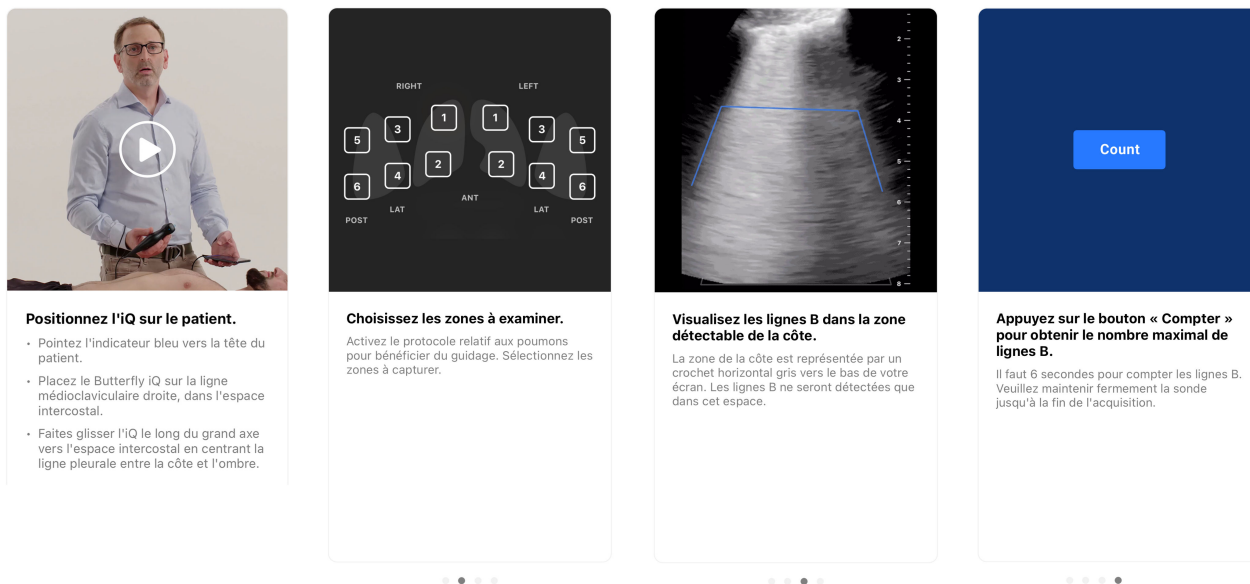 Positionnez l'iQ sur le patient.
• Pointez l'indicateur bleu vers la tête du
patient.
• Placez le Butterfly iQ sur la ligne
médioclaviculaire droite, dans l'espace
intercostal.
• Faites glisser l'iQ le long du grand axe
vers l'espace intercostal en centrant la
ligne pleurale entre la côte et l'ombre.
RIGHT LEFT
1 1
3 3
5 5
2 2
4 4
6 6
ANT
LAT LAT
POST POST
Choisissez les zones à examiner.
Activez le protocole relatif aux poumons
pour bénéficier du guidage. Sélectionnez les
zones à capturer.
2
3
4
5
6
7
8
Visualisez les lignes B dans la zone
détectable de la côte.
La zone de la côte est représentée par un
crochet horizontal gris vers le bas de votre
écran. Les lignes B ne seront détectées que
dans cet espace.
Count
Appuyez sur le bouton « Compter »
pour obtenir le nombre maximal de
lignes B.
Il faut 6 secondes pour compter les lignes B.
Veuillez maintenir fermement la sonde
jusqu'à la fin de l'acquisition.